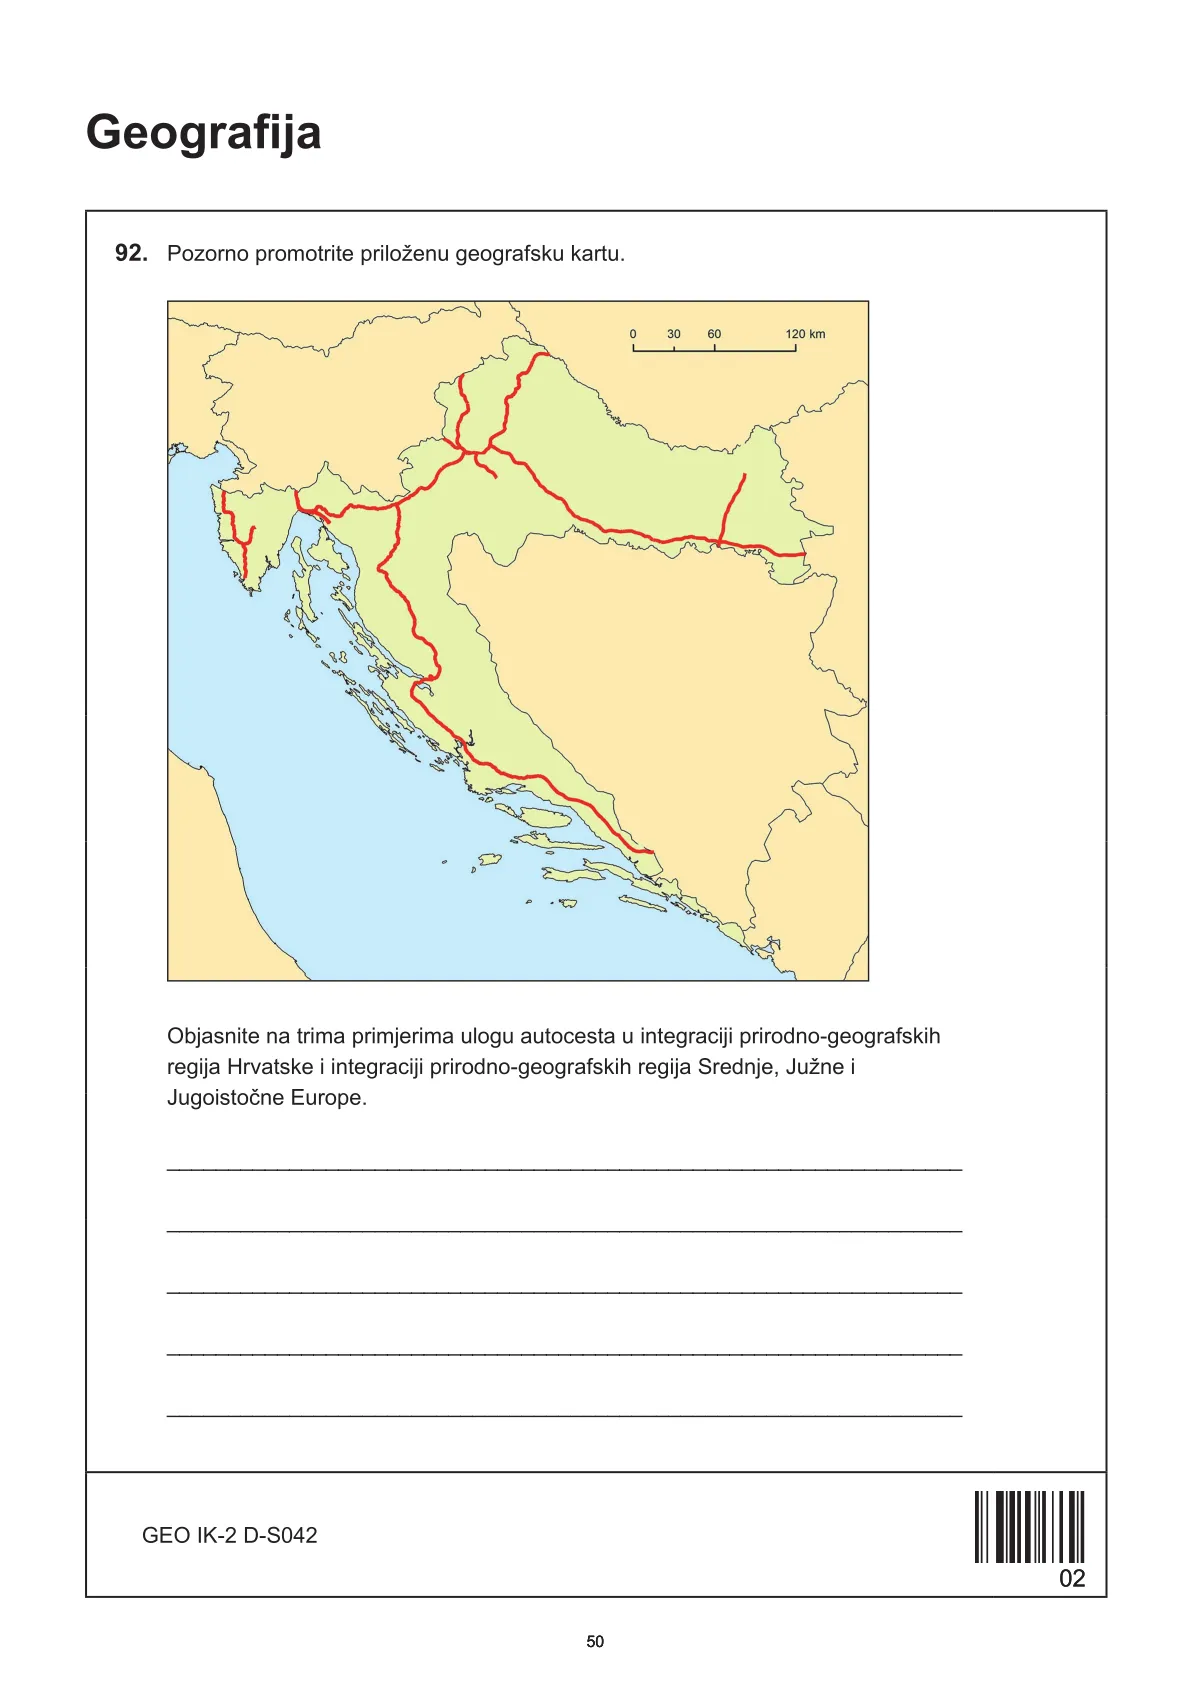 Geografija
92. Pozorno promotrite priloženu geografsku kartu.
0 30 60 120 km
Objasnite na trima primjerima ulogu autocesta u integraciji prirodno-geografskih
regija Hrvatske i integraciji prirodno-geografskih regija Srednje, Južne i
Jugoistočne Europe.
GEO IK-2 D-S042
02
50